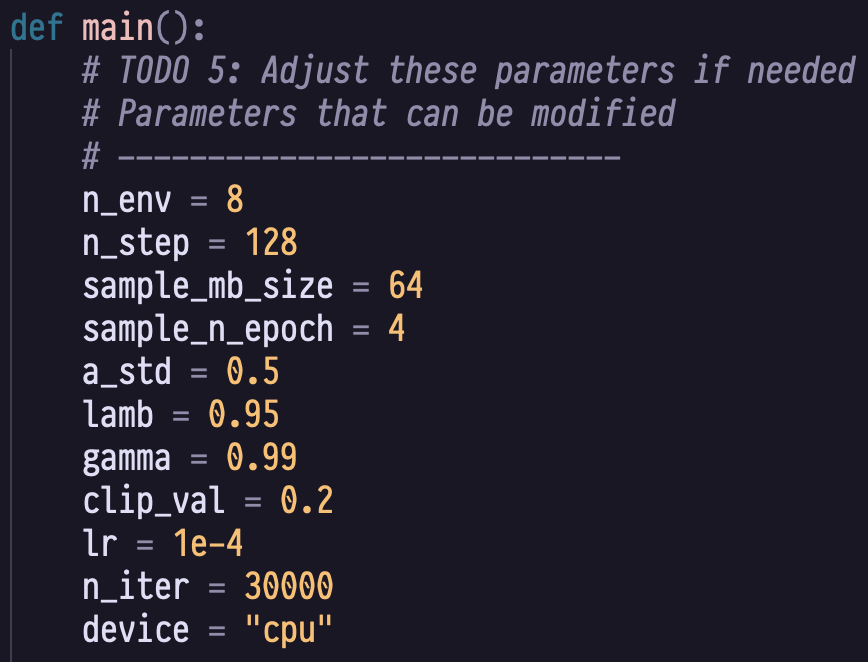 def main():
    # TODO 5: Adjust these parameters if needed
    # Parameters that can be modified
    # ----------------------------
    n_env = 8
    n_step = 128
    sample_mb_size = 64
    sample_n_epoch = 4
    a_std = 0.5
    lamb = 0.95
    gamma = 0.99
    clip_val = 0.2
    lr = 1e-4
    n_iter = 30000
    device = "cpu"